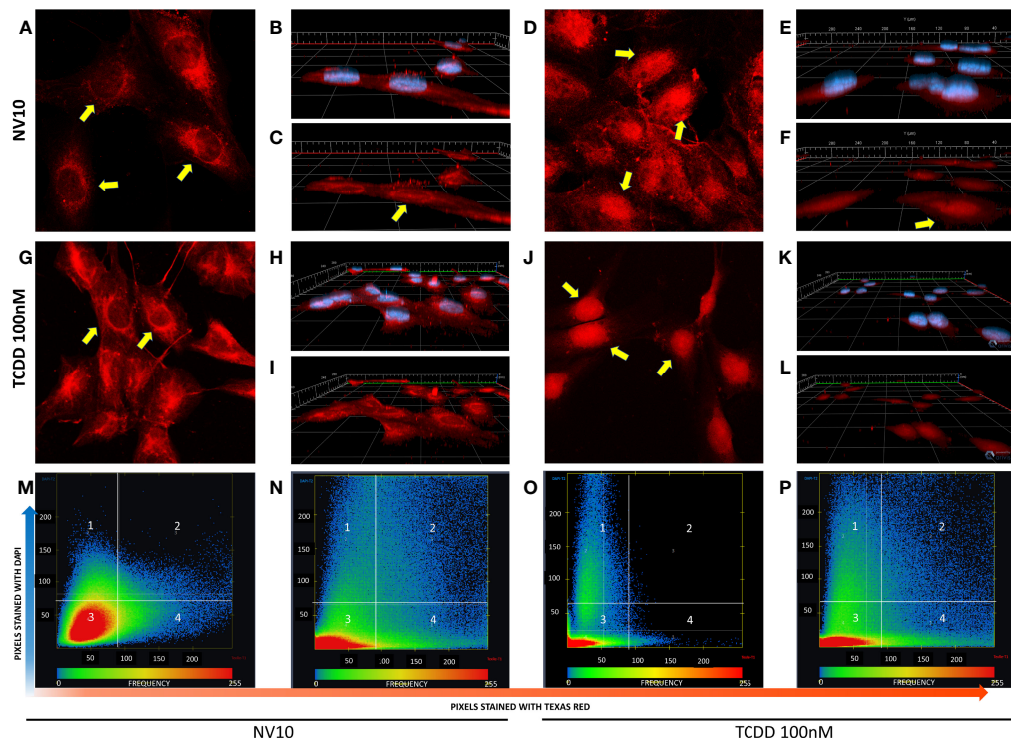 A B D E
NV10
C F
G H J K
TCDD 100nM
I L
M N O P
PIXELS STAINED WITH DAPI
1 2 1 2 1 2 1 2
3 4 3 4 3 4 3 4
200 200 200 200
150 150 150 150
100 100 100 100
50 50 50 50
50 100 150 200 50 100 150 200 50 100 150 200 50 100 150 200
0 FREQUENCY 255 0 FREQUENCY 255 0 FREQUENCY 255 0 FREQUENCY 255
PIXELS STAINED WITH TEXAS RED
NV10 TCDD 100nM